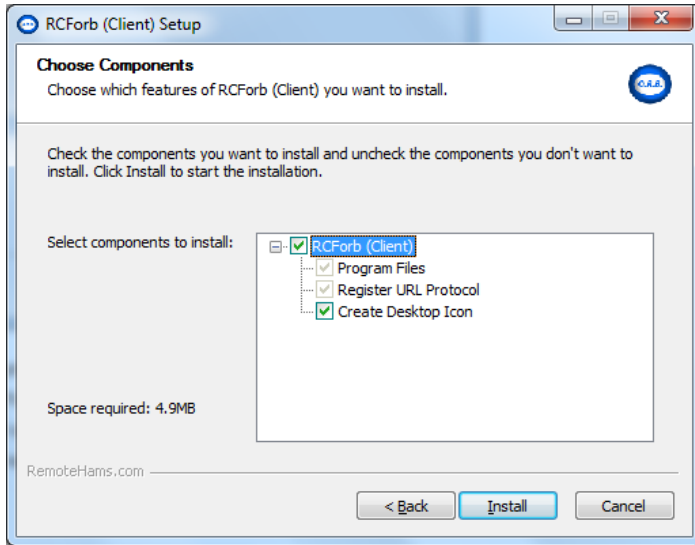 RCForb (Client) Setup
Choose Components
Choose which features of RCForb (Client) you want to install.
O.R.B.
Check the components you want to install and uncheck the components you don't want to
install. Click Install to start the installation.
Select components to install:
RCForb (Client)
Program Files
Register URL Protocol
Create Desktop Icon
Space required: 4.9MB
RemoteHams.com
< Back
Install
Cancel